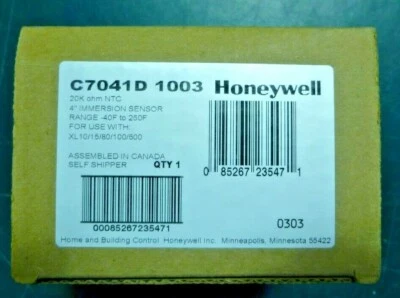 C7041D 1003 Honeywell
20K ohm NTC
4" IMMERSION SENSOR
RANGE -40F to 250F
FOR USE WITH:
XL10/15/80/100/500
ASSEMBLED IN CANADA
SELF SHIPPER QTY 1
0 85267 23547 1
00085267235471
0303
Home and Building Control Honeywell Inc. Minneapolis, Minnesota 55422